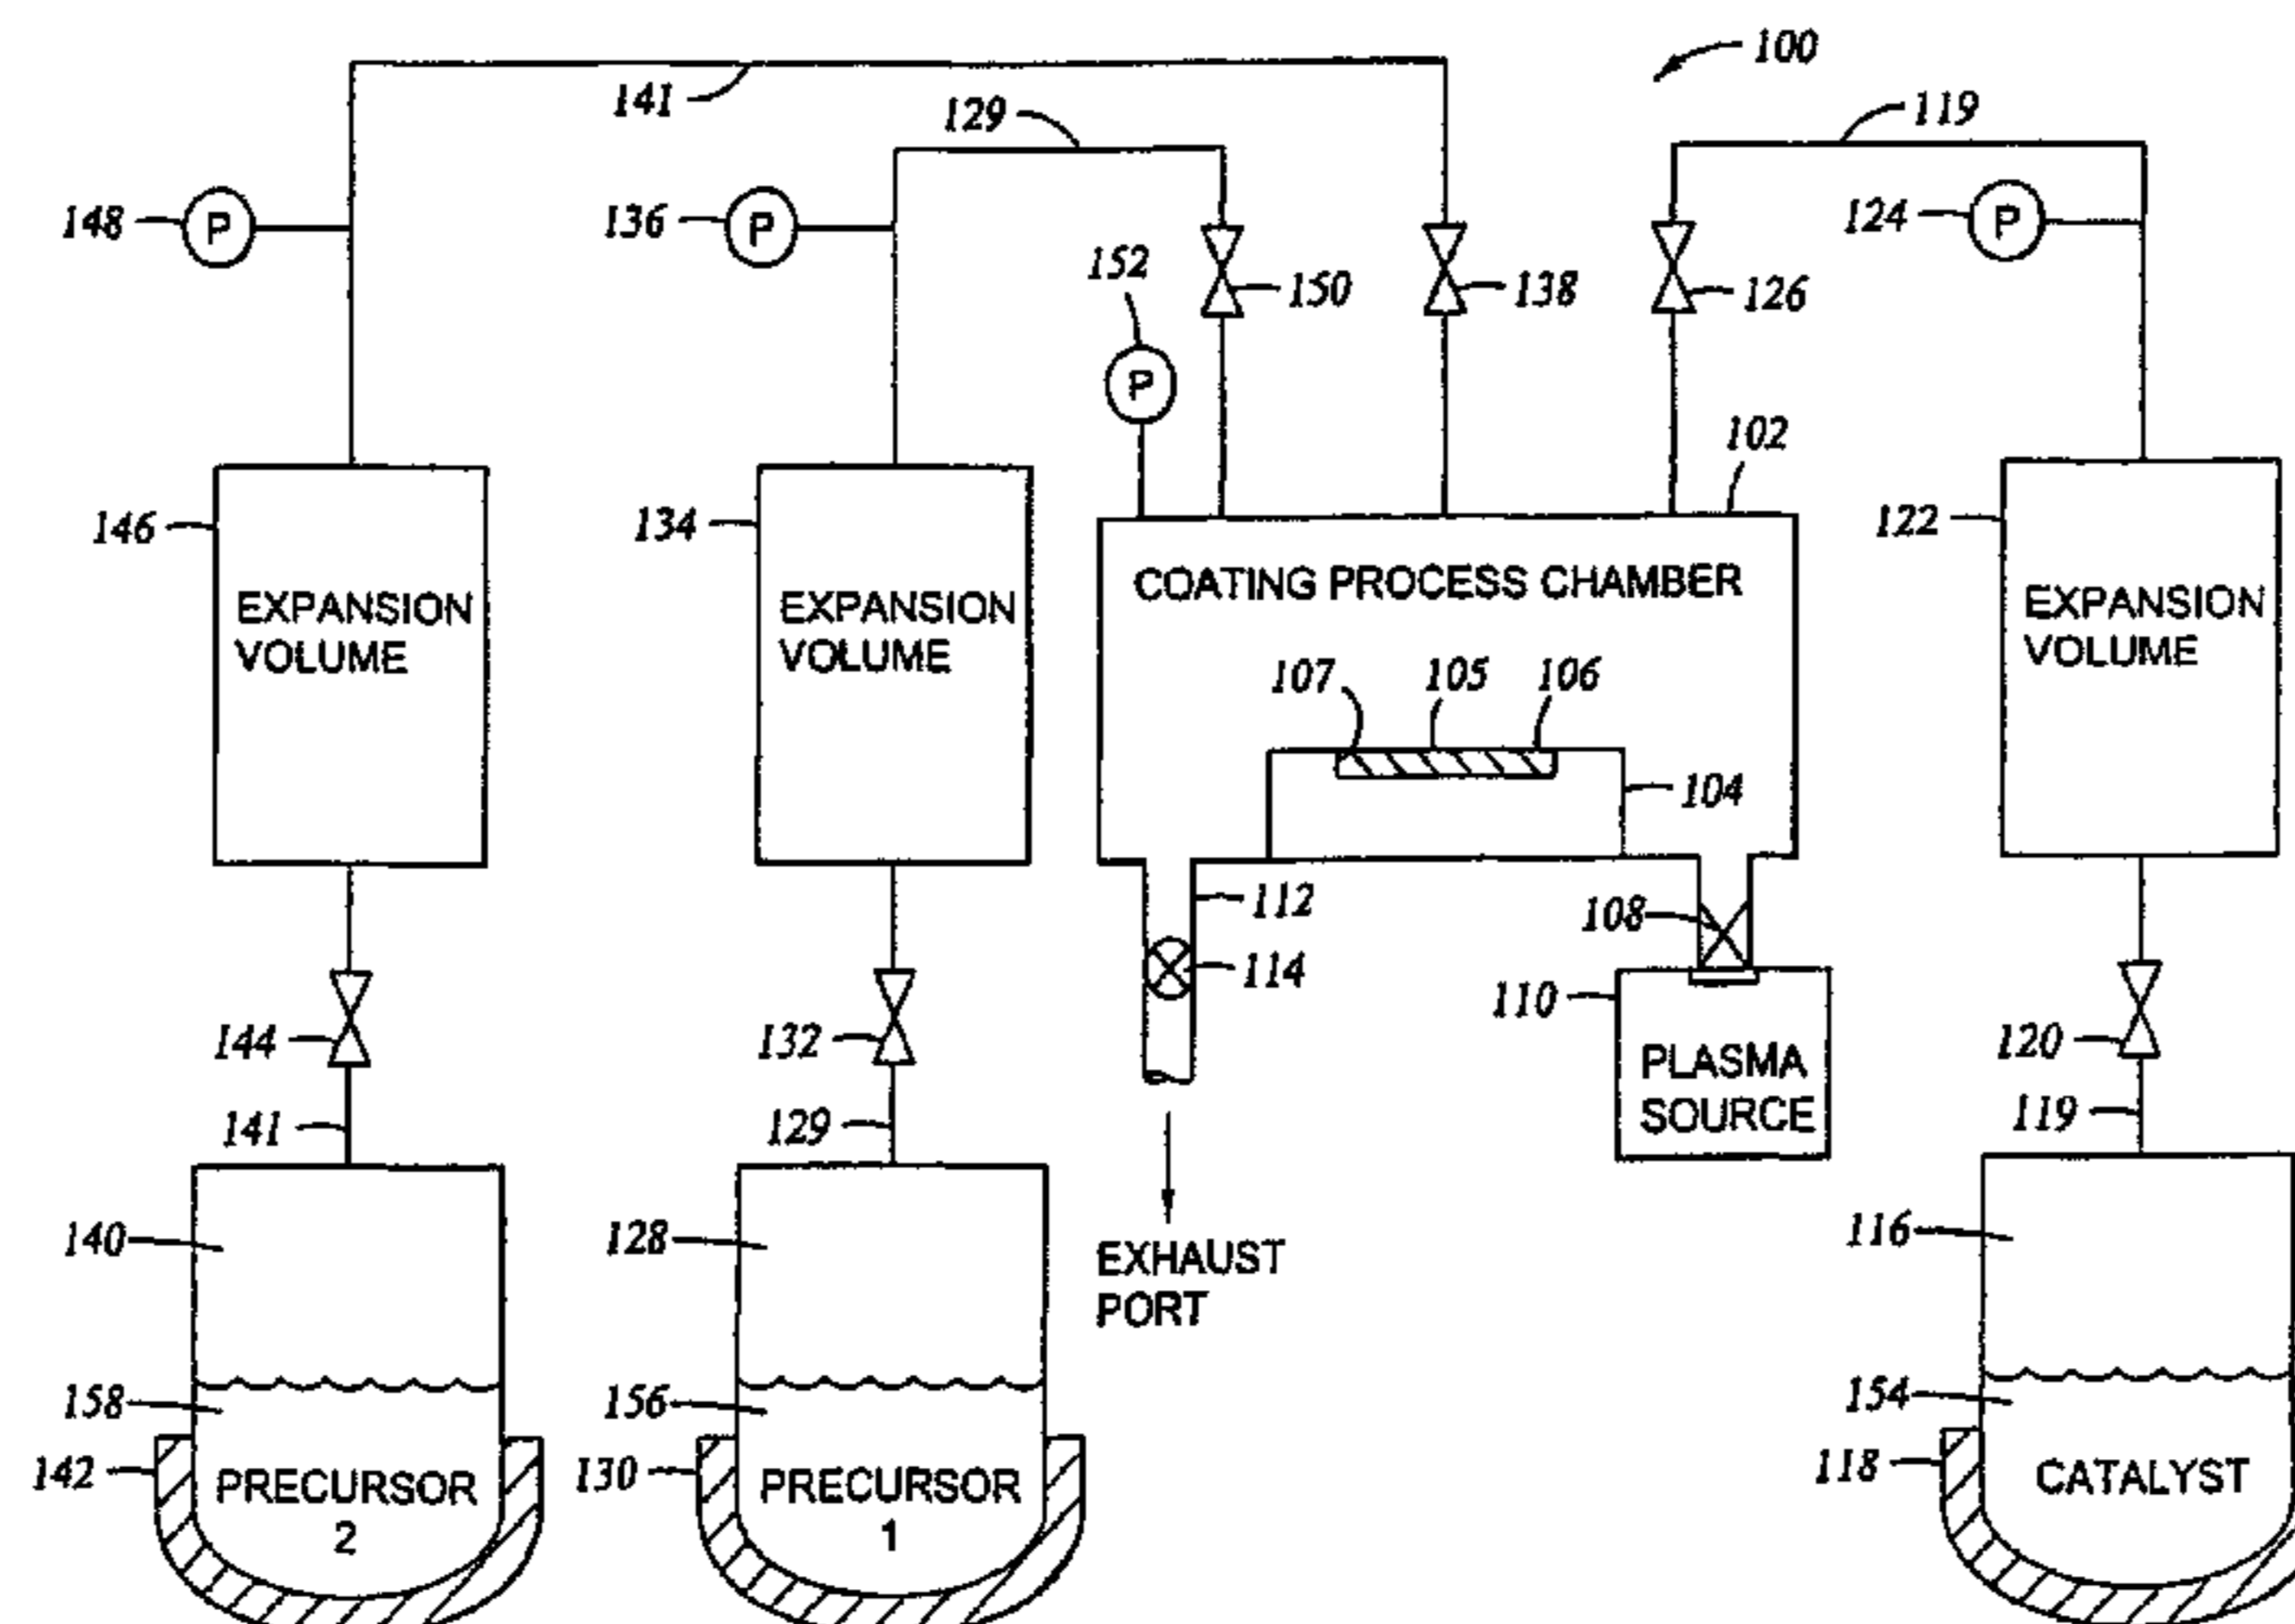 100
141
129
119
148
P
136
P
152
P
150
138
126
124
P
102
146
EXPANSION
VOLUME
134
EXPANSION
VOLUME
COATING PROCESS CHAMBER
107
105
106
104
122
EXPANSION
VOLUME
112
108
114
110
PLASMA
SOURCE
144
132
120
141
129
119
140
128
EXHAUST
PORT
116
158
156
154
142
PRECURSOR
2
130
PRECURSOR
1
118
CATALYST